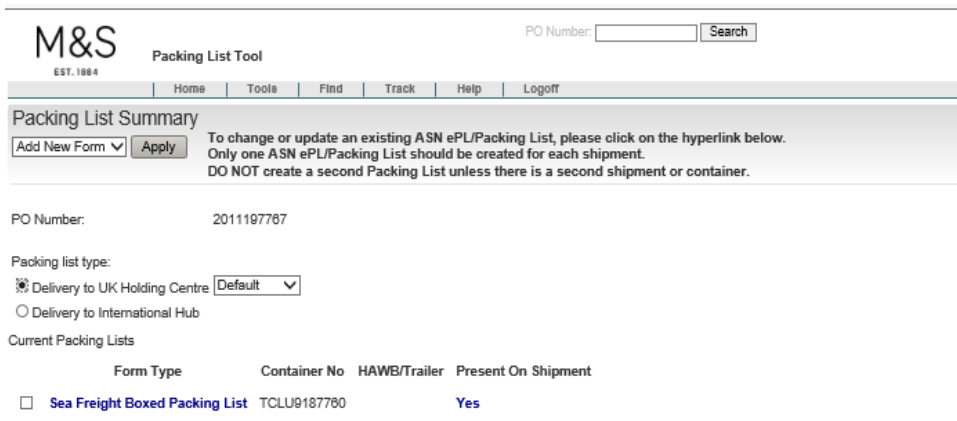 PO Number: Search
M&S
EST. 1884
Packing List Tool
Home | Tools | Find | Track | Help | Logoff
Packing List Summary
Add New Form Apply
To change or update an existing ASN ePL/Packing List, please click on the hyperlink below.
Only one ASN ePL/Packing List should be created for each shipment.
DO NOT create a second Packing List unless there is a second shipment or container.
PO Number: 2011197767
Packing list type:
Delivery to UK Holding Centre Default
Delivery to International Hub
Current Packing Lists
Form Type Container No HAWB/Trailer Present On Shipment
Sea Freight Boxed Packing List TCLU9187760 Yes